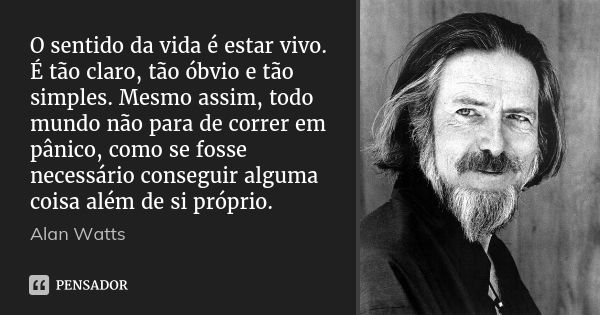 O sentido da vida é estar vivo.
É tão claro, tão óbvio e tão
simples. Mesmo assim, todo
mundo não para de correr em
pânico, como se fosse
necessário conseguir alguma
coisa além de si próprio.
Alan Watts
PENSADOR